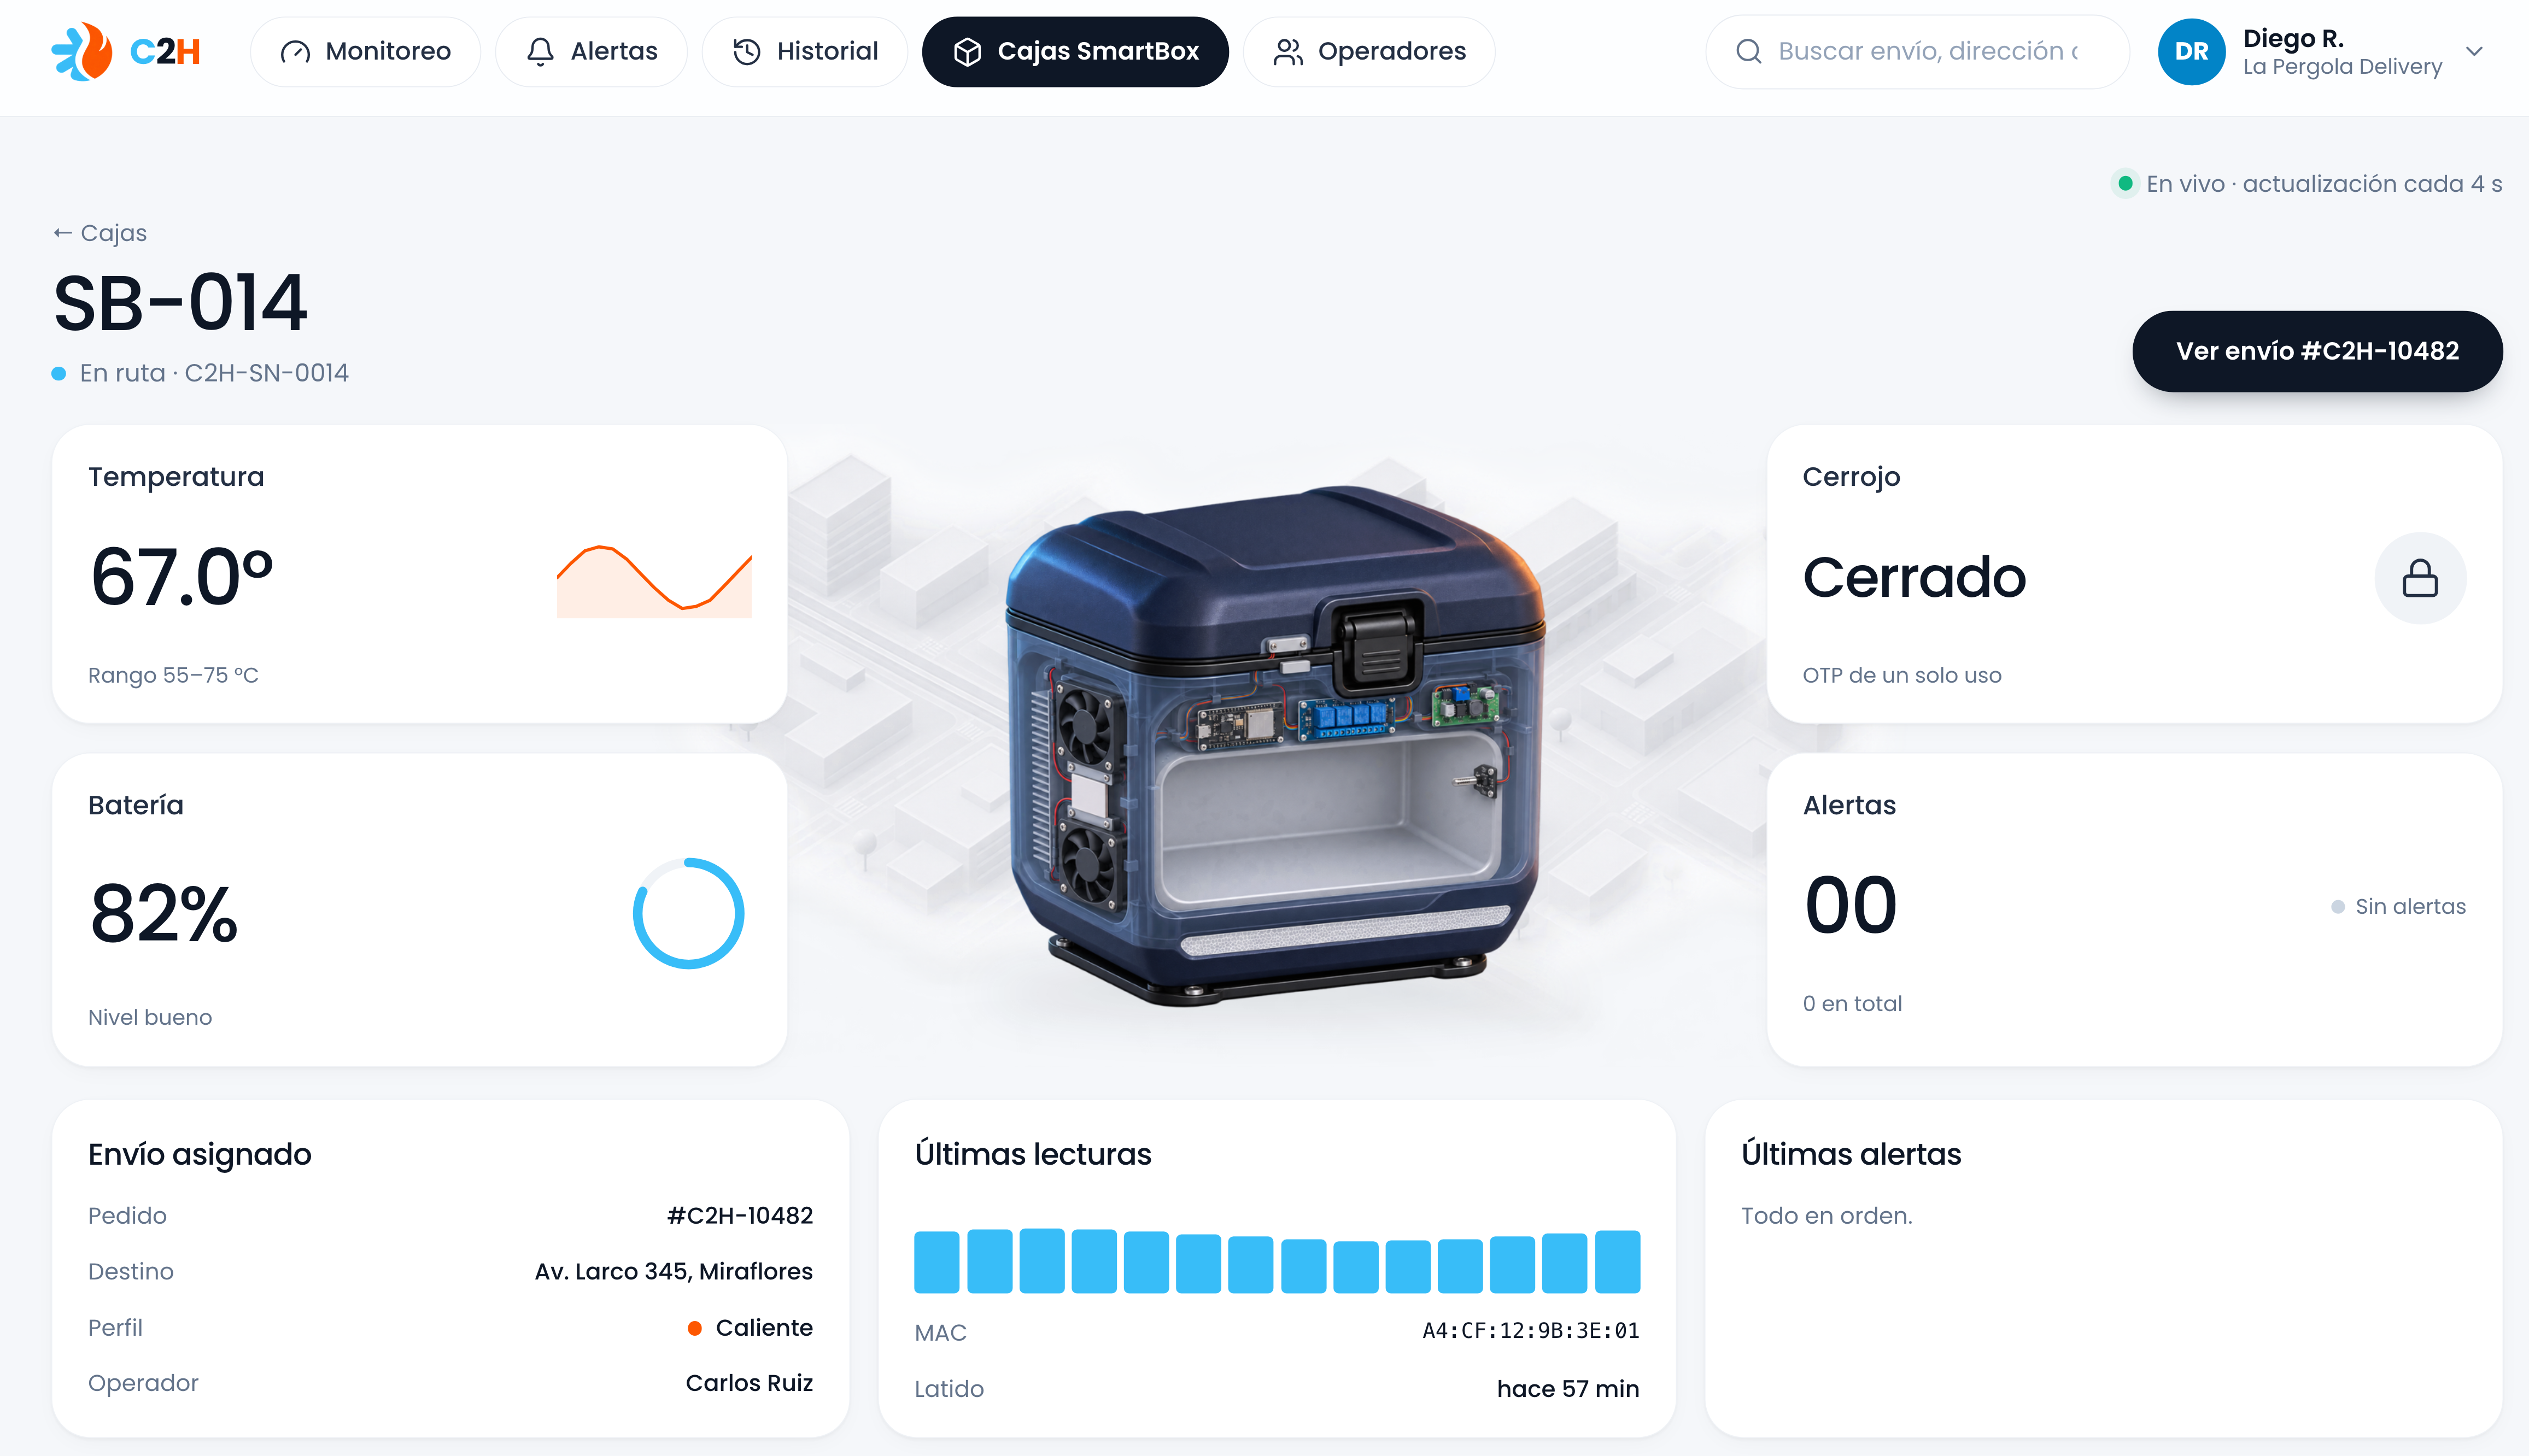 C2H
Monitoreo
Alertas
Historial
Cajas SmartBox
Operadores
Buscar envío, dirección
DR
Diego R.
La Pergola Delivery
En vivo · actualización cada 4 s
← Cajas
SB-014
En ruta · C2H-SN-0014
Ver envío #C2H-10482
Temperatura
67.0°
Rango 55–75 °C
Cerrojo
Cerrado
OTP de un solo uso
Batería
82%
Nivel bueno
Alertas
00
Sin alertas
0 en total
Envío asignado
Pedido #C2H-10482
Destino Av. Larco 345, Miraflores
Perfil Caliente
Operador Carlos Ruiz
Últimas lecturas
MAC A4:CF:12:9B:3E:01
Latido hace 57 min
Últimas alertas
Todo en orden.